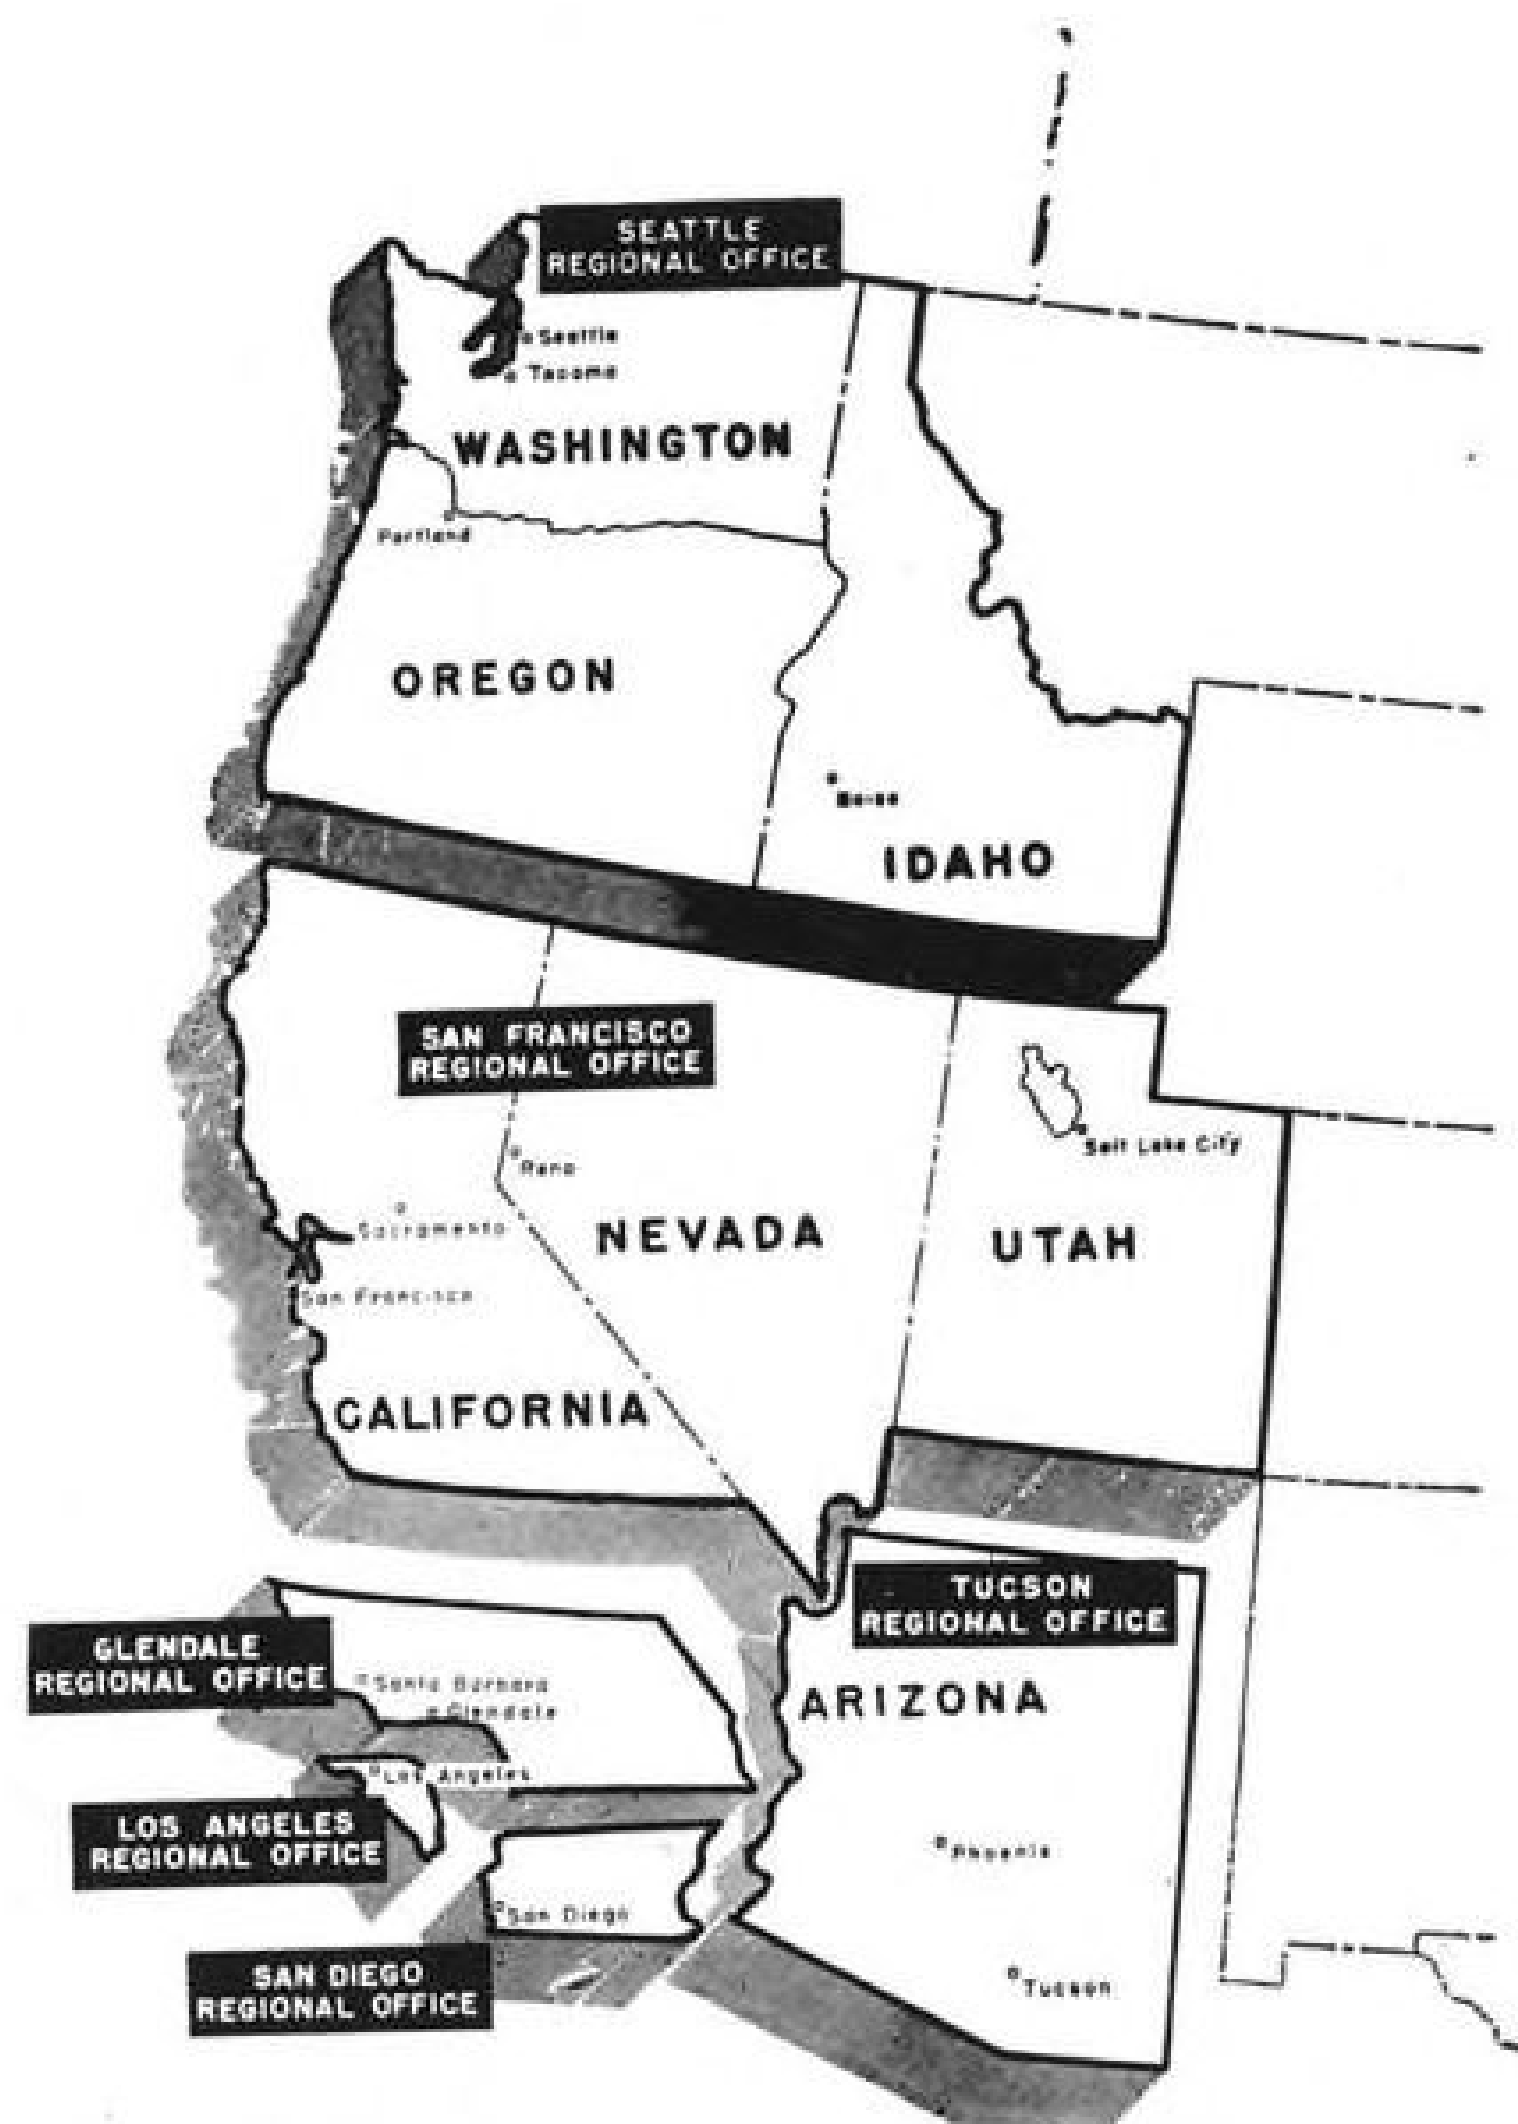 SEATTLE
REGIONAL OFFICE
Seattle
Tacoma
WASHINGTON
Portland
OREGON
Boise
IDAHO
SAN FRANCISCO
REGIONAL OFFICE
Salt Lake City
Reno
Sacramento
NEVADA
UTAH
San Francisco
CALIFORNIA
TUCSON
REGIONAL OFFICE
GLENDALE
REGIONAL OFFICE
Santa Barbara
Glendale
ARIZONA
Los Angeles
LOS ANGELES
REGIONAL OFFICE
Phoenix
San Diego
SAN DIEGO
REGIONAL OFFICE
Tucson